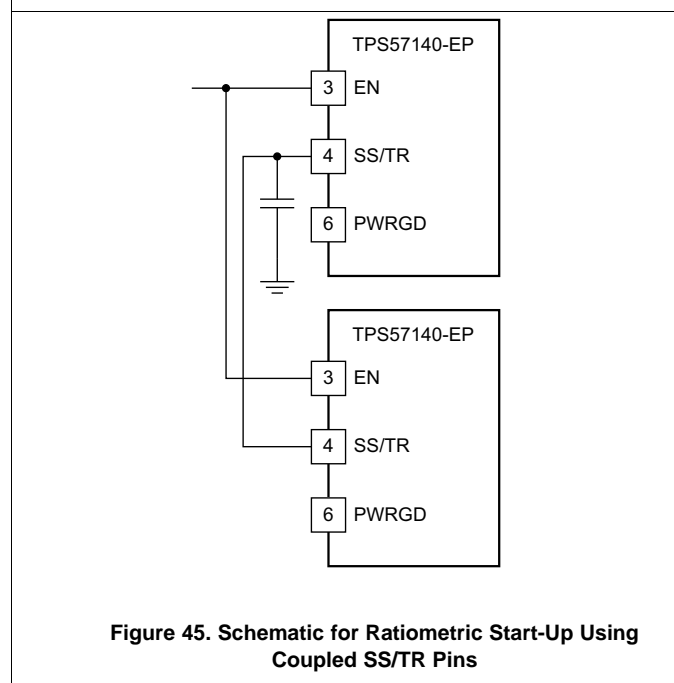 TPS57140-EP
3 EN
4 SS/TR
6 PWRGD
TPS57140-EP
3 EN
4 SS/TR
6 PWRGD
Figure 45. Schematic for Ratiometric Start-Up Using
Coupled SS/TR Pins